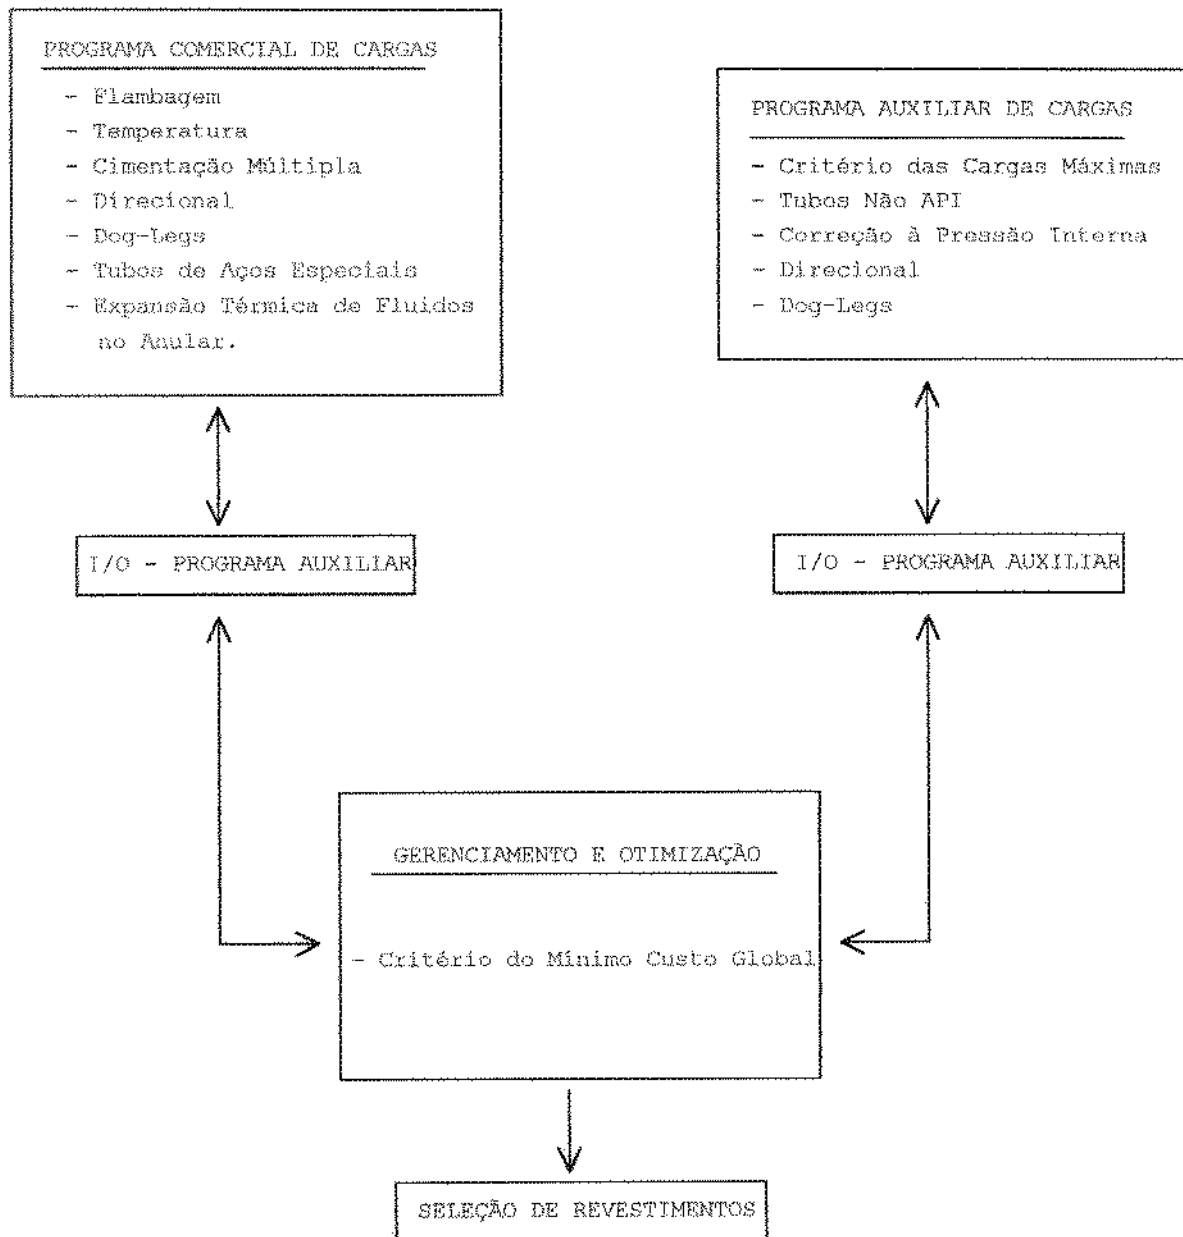 PROGRAMA COMERCIAL DE CARGAS
- Flambagem
- Temperatura
- Cimentação Múltipla
- Direcional
- Dog-Legs
- Tubos de Aços Especiais
- Expansão Térmica de Fluidos
no Anular.
PROGRAMA AUXILIAR DE CARGAS
- Critério das Cargas Máximas
- Tubos Não API
- Correção à Pressão Interna
- Direcional
- Dog-Legs
I/O - PROGRAMA AUXILIAR
I/O - PROGRAMA AUXILIAR
GERENCIAMENTO E OTIMIZAÇÃO
- Critério do Mínimo Custo Global
SELEÇÃO DE REVESTIMENTOS